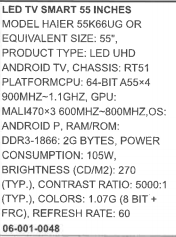 LED TV SMART 55 INCHES
MODEL HAIER 55K66UG OR
EQUIVALENT SIZE: 55",
PRODUCT TYPE: LED UHD
ANDROID TV, CHASSIS: RT51
PLATFORMCPU: 64-BIT A55×4
900MHZ~1.1GHZ, GPU:
MALI470×3 600MHZ~800MHZ,OS:
ANDROID P, RAM/ROM:
DDR3-1866: 2G BYTES, POWER
CONSUMPTION: 105W,
BRIGHTNESS (CD/M2): 270
(TYP.), CONTRAST RATIO: 5000:1
(TYP.), COLORS: 1.07G (8 BIT +
FRC), REFRESH RATE: 60
06-001-0048